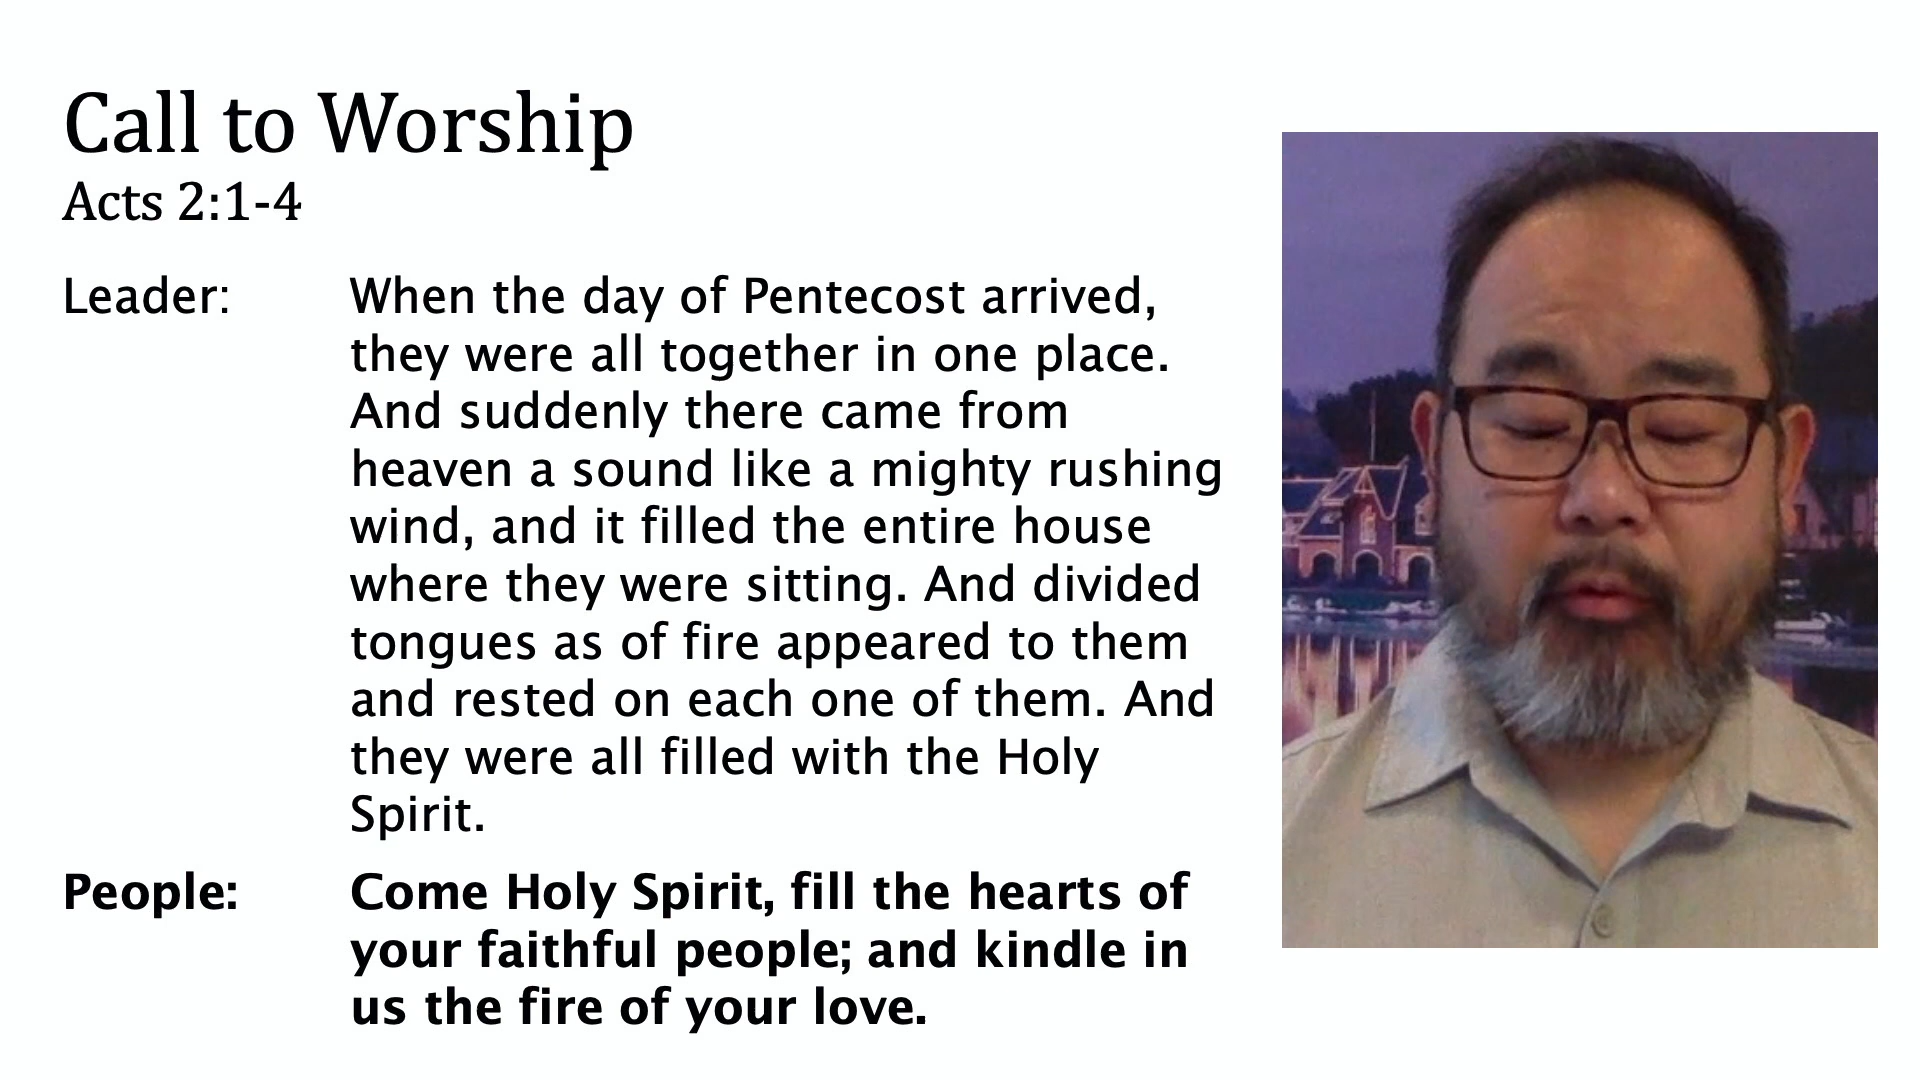 Call to Worship
Acts 2:1-4
Leader: When the day of Pentecost arrived,
they were all together in one place.
And suddenly there came from
heaven a sound like a mighty rushing
wind, and it filled the entire house
where they were sitting. And divided
tongues as of fire appeared to them
and rested on each one of them. And
they were all filled with the Holy
Spirit.
People: Come Holy Spirit, fill the hearts of
your faithful people; and kindle in
us the fire of your love.